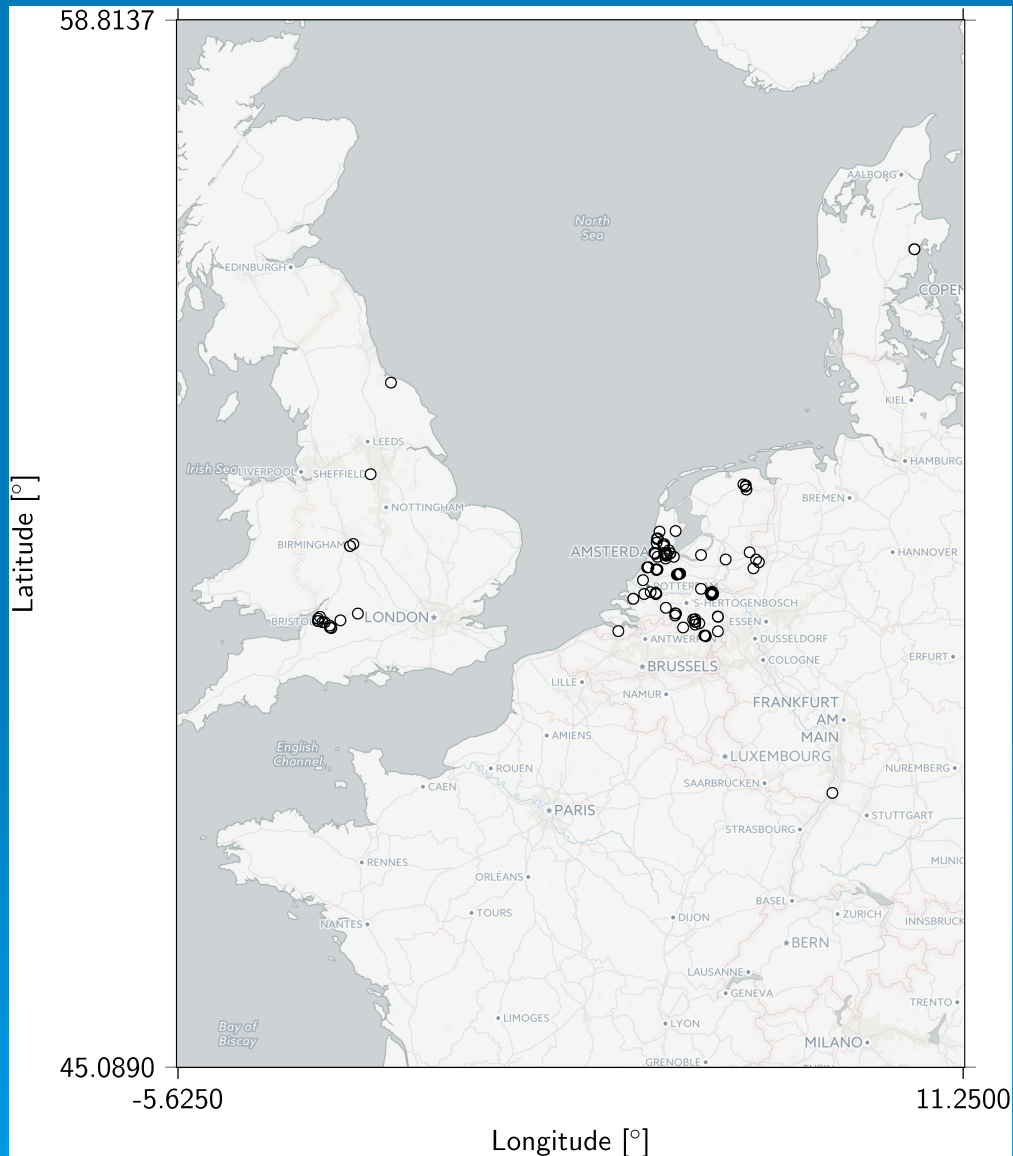 58.8137
AALBORG
North
Sea
EDINBURGH
COPEN
KIEL
LEEDS
HAMBURG
Irish Sea
LIVERPOOL
SHEFFIELD
BREMEN
NOTTINGHAM
BIRMINGHAM
AMSTERDA
HANNOVER
ROTTERDAM
'S-HERTOGENBOSCH
BRISTO
LONDON
ESSEN
ANTWERPEN
DUSSELDORF
BRUSSELS
COLOGNE
ERFURT
LILLE
NAMUR
FRANKFURT
AM
MAIN
AMIENS
English
Channel
LUXEMBOURG
ROUEN
NUREMBERG
CAEN
SAARBRÜCKEN
PARIS
STUTTGART
STRASBOURG
RENNES
MUNIC
ORLÉANS
BASEL
TOURS
DIJON
ZURICH
NANTES
INNSBRUCK
BERN
LAUSANNE
GENEVA
TRENTO
Bay of
Biscay
LIMOGES
LYON
MILANO
GRENOBLE
45.0890
-5.6250
11.2500
Longitude [°]
Latitude [°]